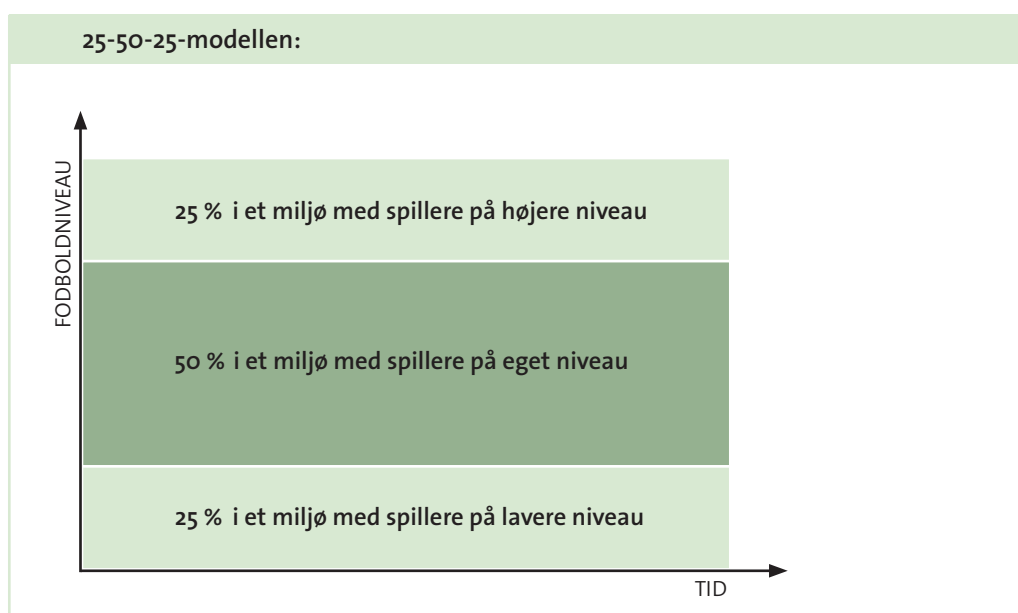 25-50-25-modellen:
FODBOLDNIVEAU
25 % i et miljø med spillere på højere niveau
50 % i et miljø med spillere på eget niveau
25 % i et miljø med spillere på lavere niveau
TID